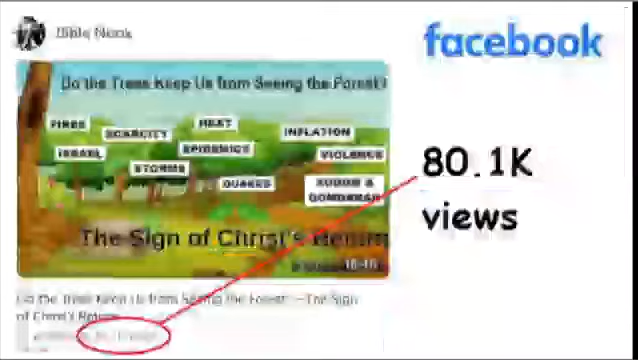 Bible Nook
facebook
Do the Trees Keep Us from Seeing the Forest?
FIRES
SCARCITY
HEAT
INFLATION
ISRAEL
EPIDEMICS
VIOLENCE
STORMS
QUAKES
SODOM &
GOMORRAH
The Sign of Christ's Return
80.1K
views
Do the Trees Keep Us from Seeing the Forest?—The Sign
of Christ's Return